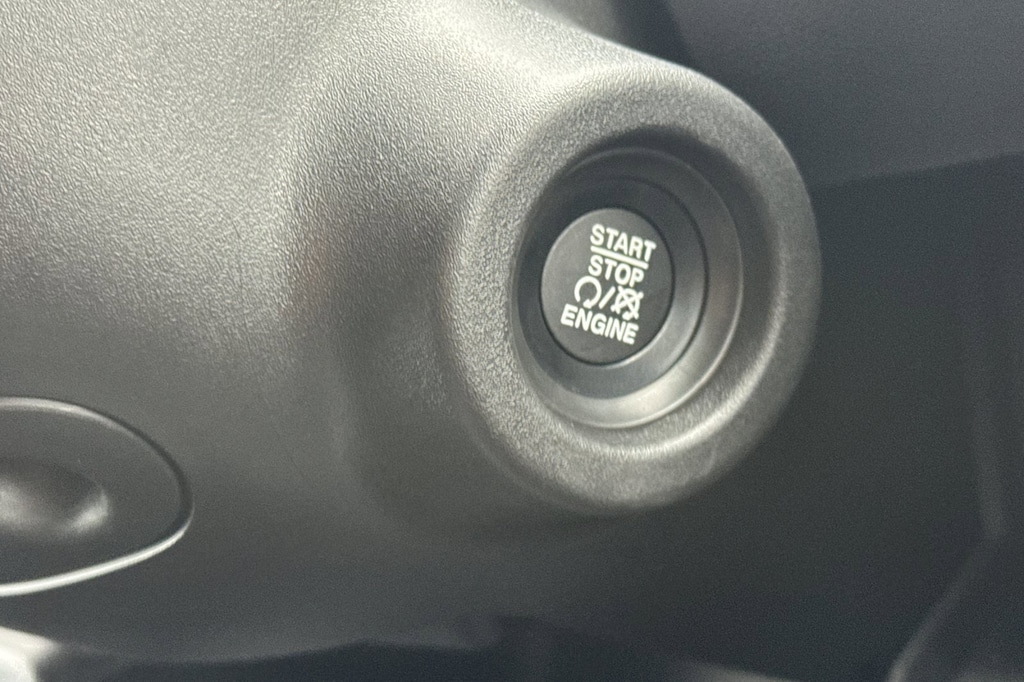 START
STOP
/
ENGINE